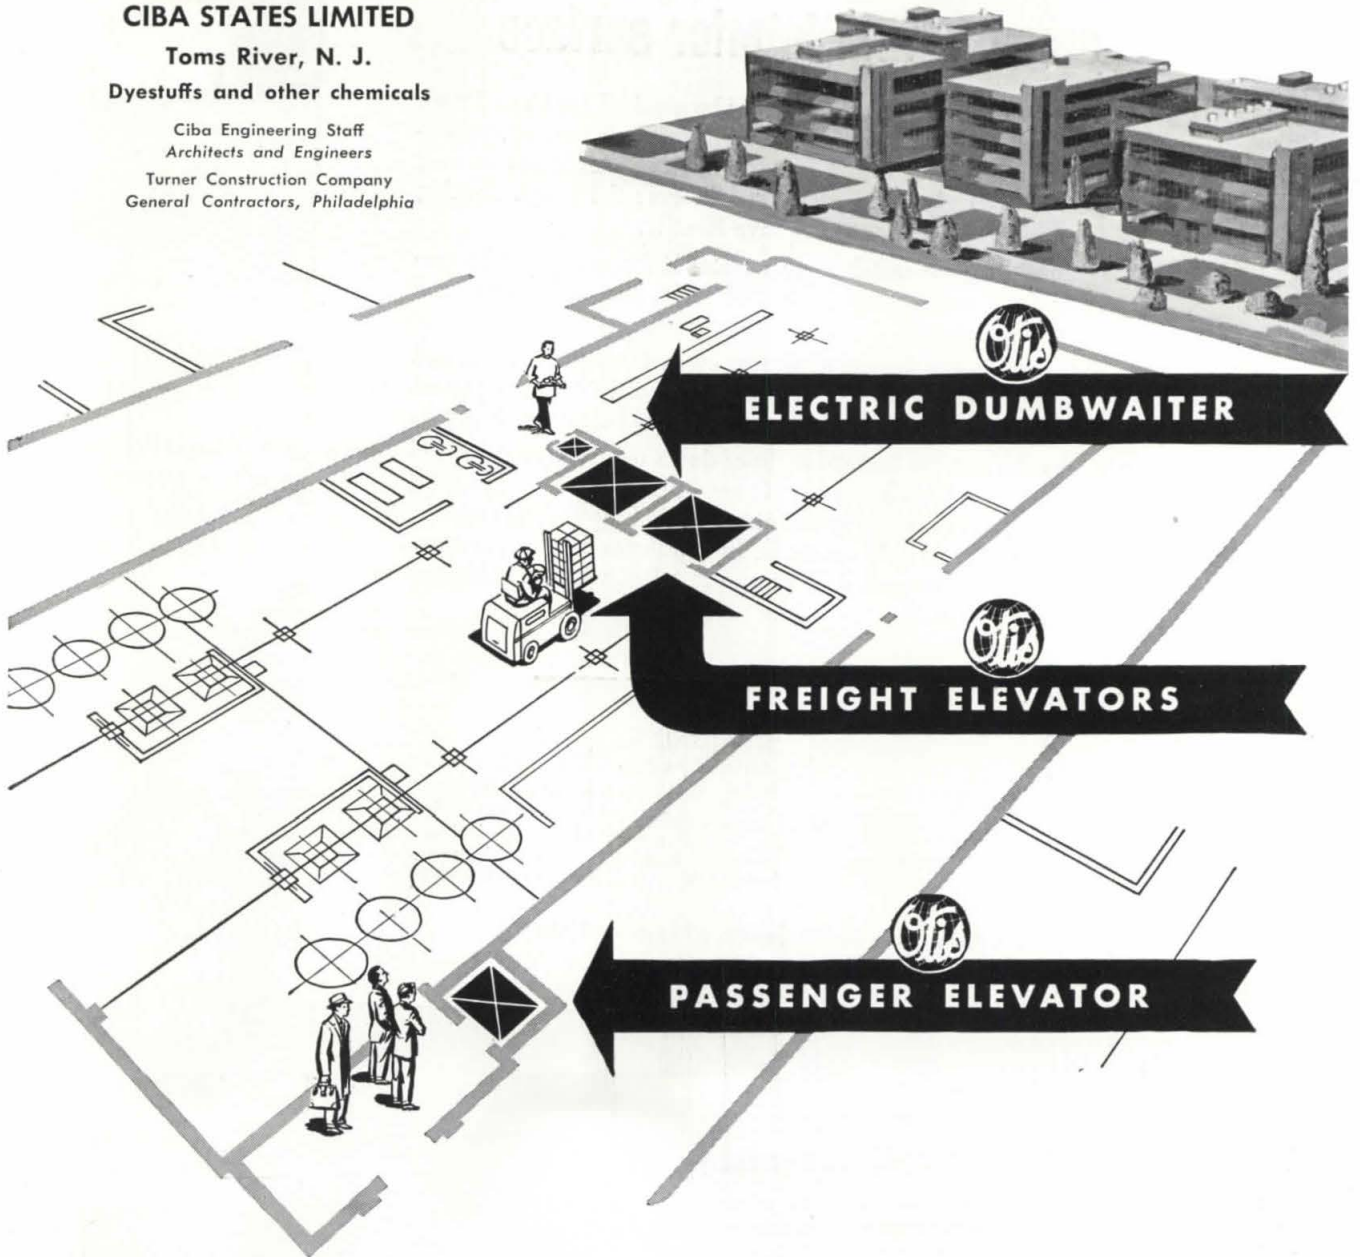 CIBA STATES LIMITED
Toms River, N. J.
Dyestuffs and other chemicals
Ciba Engineering Staff
Architects and Engineers
Turner Construction Company
General Contractors, Philadelphia
Otis
ELECTRIC DUMBWAITER
Otis
FREIGHT ELEVATORS
Otis
PASSENGER ELEVATOR